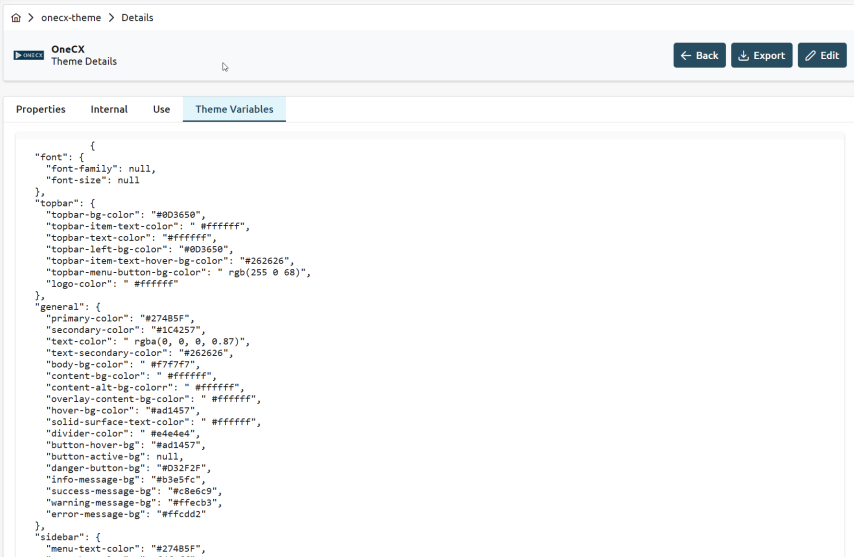 onecx-theme > Details
ONECX
OneCX
Theme Details
Back
Export
Edit
Properties Internal Use Theme Variables
{
"font": {
"font-family": null,
"font-size": null
},
"topbar": {
"topbar-bg-color": "#0D3650",
"topbar-item-text-color": " #ffffff",
"topbar-text-color": "#ffffff",
"topbar-left-bg-color": "#0D3650",
"topbar-item-text-hover-bg-color": "#262626",
"topbar-menu-button-bg-color": " rgb(255 0 68)",
"logo-color": " #ffffff"
},
"general": {
"primary-color": "#274B5F",
"secondary-color": "#1C4257",
"text-color": " rgba(0, 0, 0, 0.87)",
"text-secondary-color": "#262626",
"body-bg-color": " #f7f7f7",
"content-bg-color": " #ffffff",
"content-alt-bg-colorr": " #ffffff",
"overlay-content-bg-color": " #ffffff",
"hover-bg-color": "#ad1457",
"solid-surface-text-color": " #ffffff",
"divider-color": " #e4e4e4",
"button-hover-bg": "#ad1457",
"button-active-bg": null,
"danger-button-bg": "#D32F2F",
"info-message-bg": "#b3e5fc",
"success-message-bg": "#c8e6c9",
"warning-message-bg": "#ffecb3",
"error-message-bg": "#ffcdd2"
},
"sidebar": {
"menu-text-color": "#274B5F",